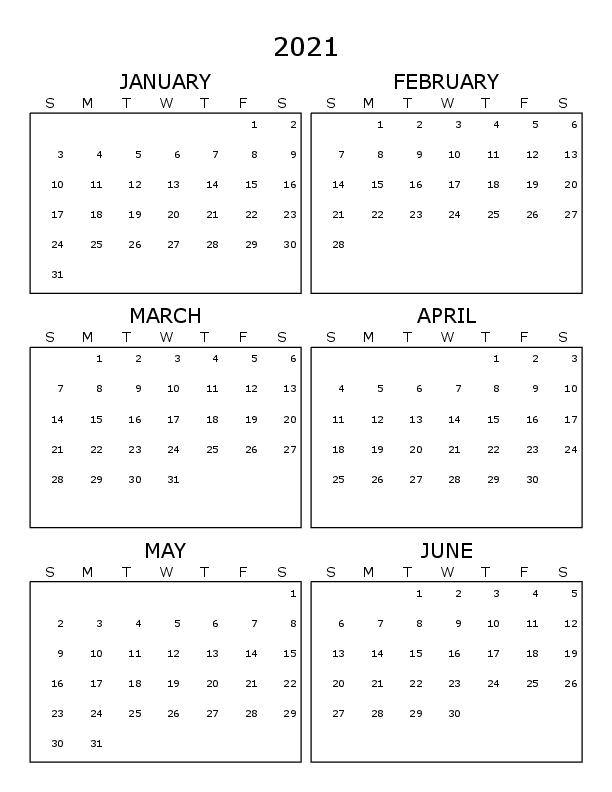 2021
JANUARY
S M T W T F S
1 2
3 4 5 6 7 8 9
10 11 12 13 14 15 16
17 18 19 20 21 22 23
24 25 26 27 28 29 30
31
FEBRUARY
S M T W T F S
1 2 3 4 5 6
7 8 9 10 11 12 13
14 15 16 17 18 19 20
21 22 23 24 25 26 27
28
MARCH
S M T W T F S
1 2 3 4 5 6
7 8 9 10 11 12 13
14 15 16 17 18 19 20
21 22 23 24 25 26 27
28 29 30 31
APRIL
S M T W T F S
1 2 3
4 5 6 7 8 9 10
11 12 13 14 15 16 17
18 19 20 21 22 23 24
25 26 27 28 29 30
MAY
S M T W T F S
1
2 3 4 5 6 7 8
9 10 11 12 13 14 15
16 17 18 19 20 21 22
23 24 25 26 27 28 29
30 31
JUNE
S M T W T F S
1 2 3 4 5
6 7 8 9 10 11 12
13 14 15 16 17 18 19
20 21 22 23 24 25 26
27 28 29 30